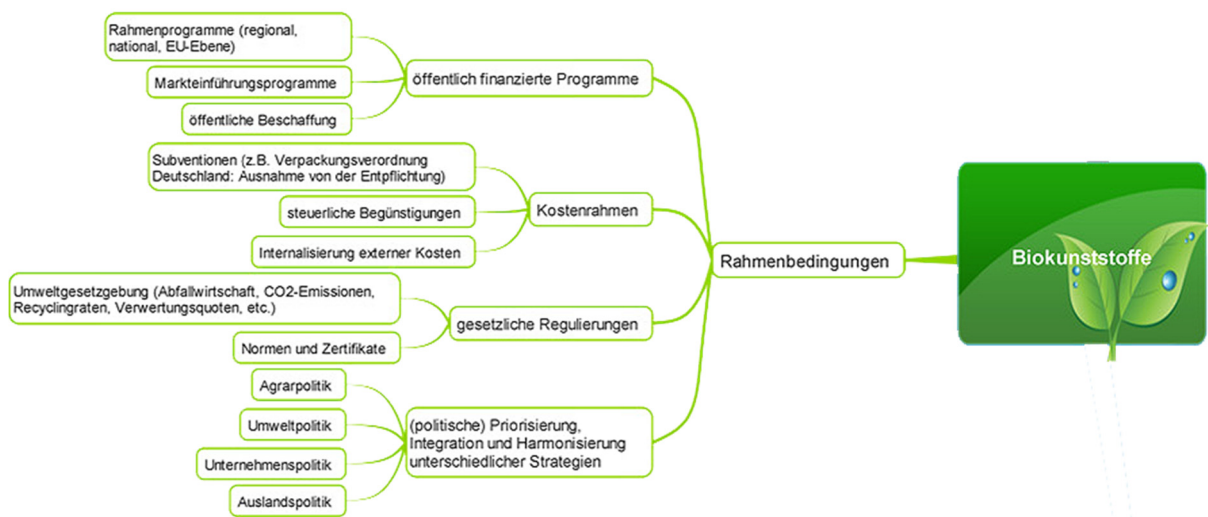 Rahmenprogramme (regional,
national, EU-Ebene)
Markteinführungsprogramme
öffentliche Beschaffung
öffentlich finanzierte Programme
Subventionen (z.B. Verpackungsverordnung
Deutschland: Ausnahme von der Entpflichtung)
steuerliche Begünstigungen
Internalisierung externer Kosten
Kostenrahmen
Umweltgesetzgebung (Abfallwirtschaft, CO2-Emissionen,
Recyclingraten, Verwertungsquoten, etc.)
Normen und Zertifikate
gesetzliche Regulierungen
Agrarpolitik
Umweltpolitik
Unternehmenspolitik
Auslandspolitik
(politische) Priorisierung,
Integration und Harmonisierung
unterschiedlicher Strategien
Rahmenbedingungen
Biokunststoffe